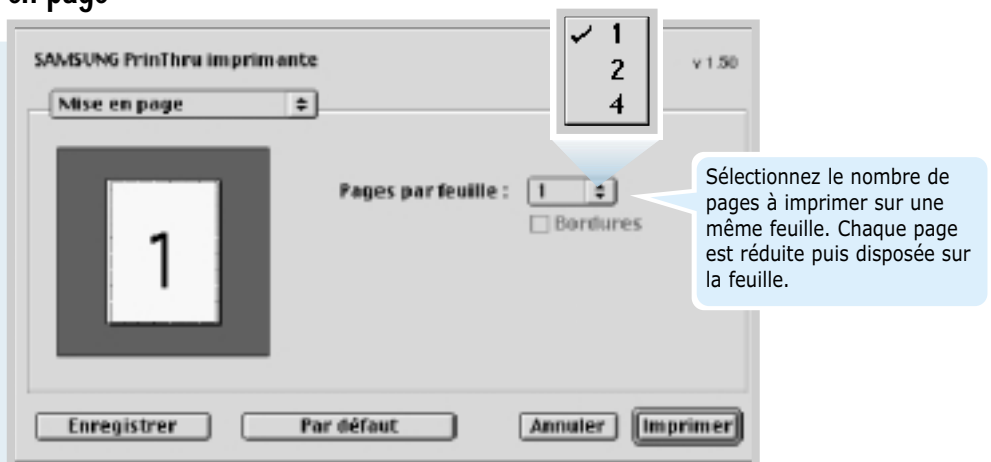 en page
SAMSUNG PrinThru imprimante
v 1.50
Mise en page
✓ 1
2
4
1
Pages par feuille : 1
Bordures
Sélectionnez le nombre de
pages à imprimer sur une
même feuille. Chaque page
est réduite puis disposée sur
la feuille.
Enregistrer
Par défaut
Annuler
Imprimer